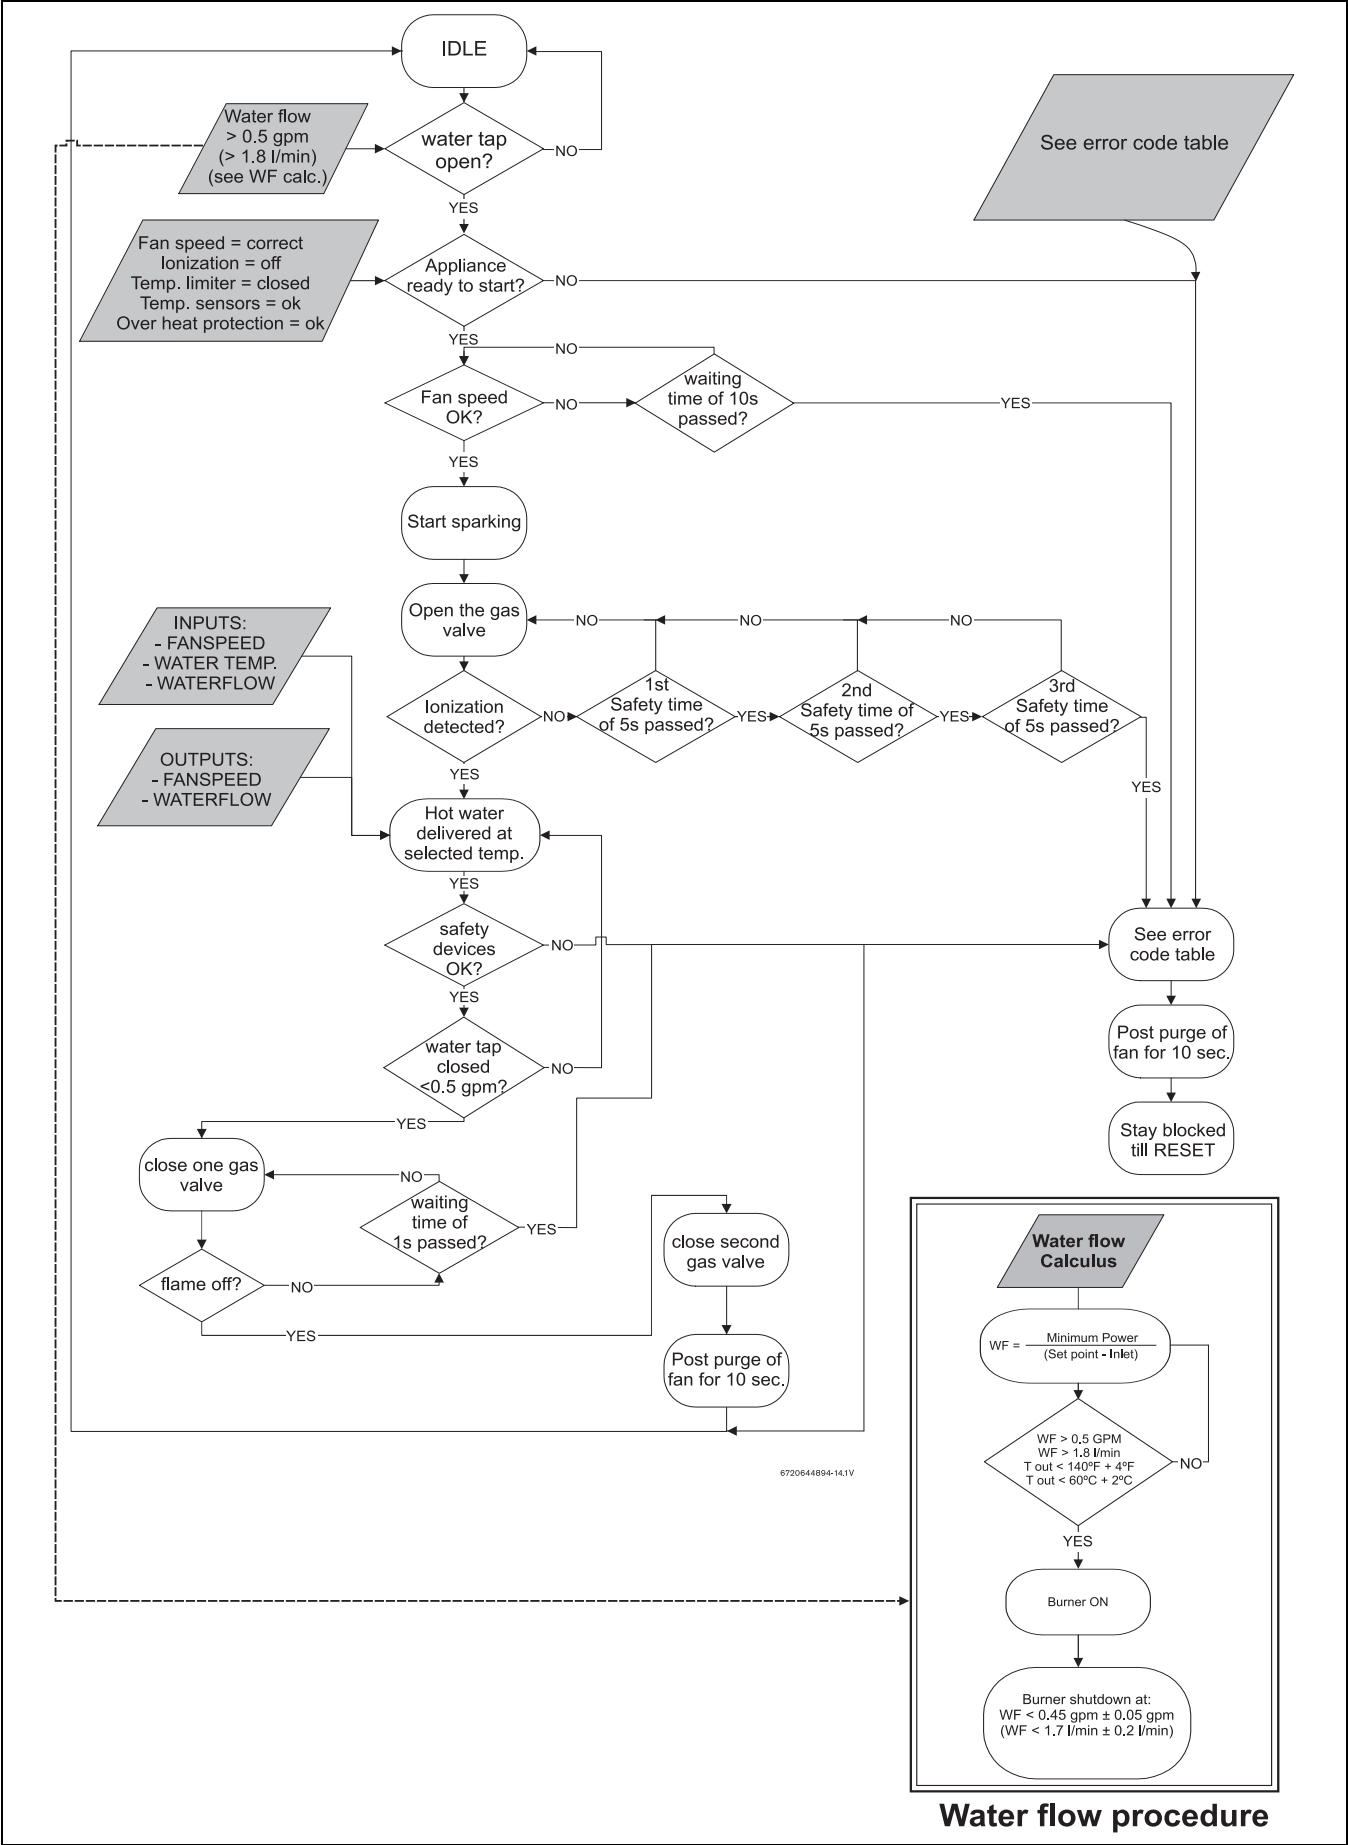 IDLE
Water flow
> 0.5 gpm
(> 1.8 l/min)
(see WF calc.)
water tap
open?
NO
See error code table
YES
Fan speed = correct
Ionization = off
Temp. limiter = closed
Temp. sensors = ok
Over heat protection = ok
Appliance
ready to start?
NO
YES
NO
Fan speed
OK?
NO
waiting
time of 10s
passed?
YES
YES
Start sparking
Open the gas
valve
NO
NO
NO
INPUTS:
- FANSPEED
- WATER TEMP.
- WATERFLOW
Ionization
detected?
NO
1st
Safety time
of 5s passed?
YES
2nd
Safety time of
5s passed?
YES
3rd
Safety time
of 5s passed?
YES
YES
OUTPUTS:
- FANSPEED
- WATERFLOW
Hot water
delivered at
selected temp.
YES
safety
devices
OK?
NO
See error
code table
YES
Post purge of
fan for 10 sec.
water tap
closed
<0.5 gpm?
NO
Stay blocked
till RESET
YES
close one gas
valve
NO
waiting
time of
1s passed?
YES
flame off?
NO
YES
close second
gas valve
Post purge of
fan for 10 sec.
6720644894-14.1V
Water flow
Calculus
WF =
Minimum Power
(Set point - Inlet)
WF > 0.5 GPM
WF > 1.8 l/min
T out < 140ºF + 4ºF
T out < 60ºC + 2ºC
NO
YES
Burner ON
Burner shutdown at:
WF < 0.45 gpm ± 0.05 gpm
(WF < 1.7 l/min ± 0.2 l/min)
Water flow procedure